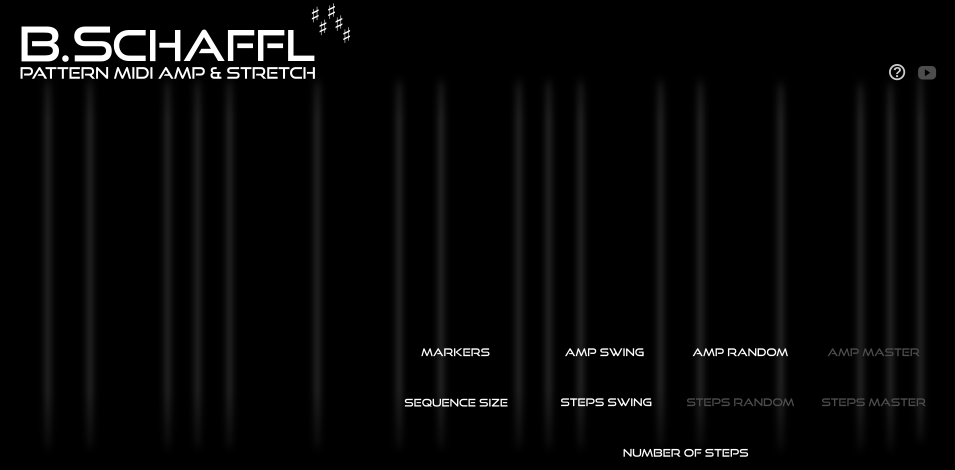 B.SCHAFFL
PATTERN MIDI AMP & STRETCH
?
MARKERS AMP SWING AMP RANDOM AMP MASTER
SEQUENCE SIZE STEPS SWING STEPS RANDOM STEPS MASTER
NUMBER OF STEPS